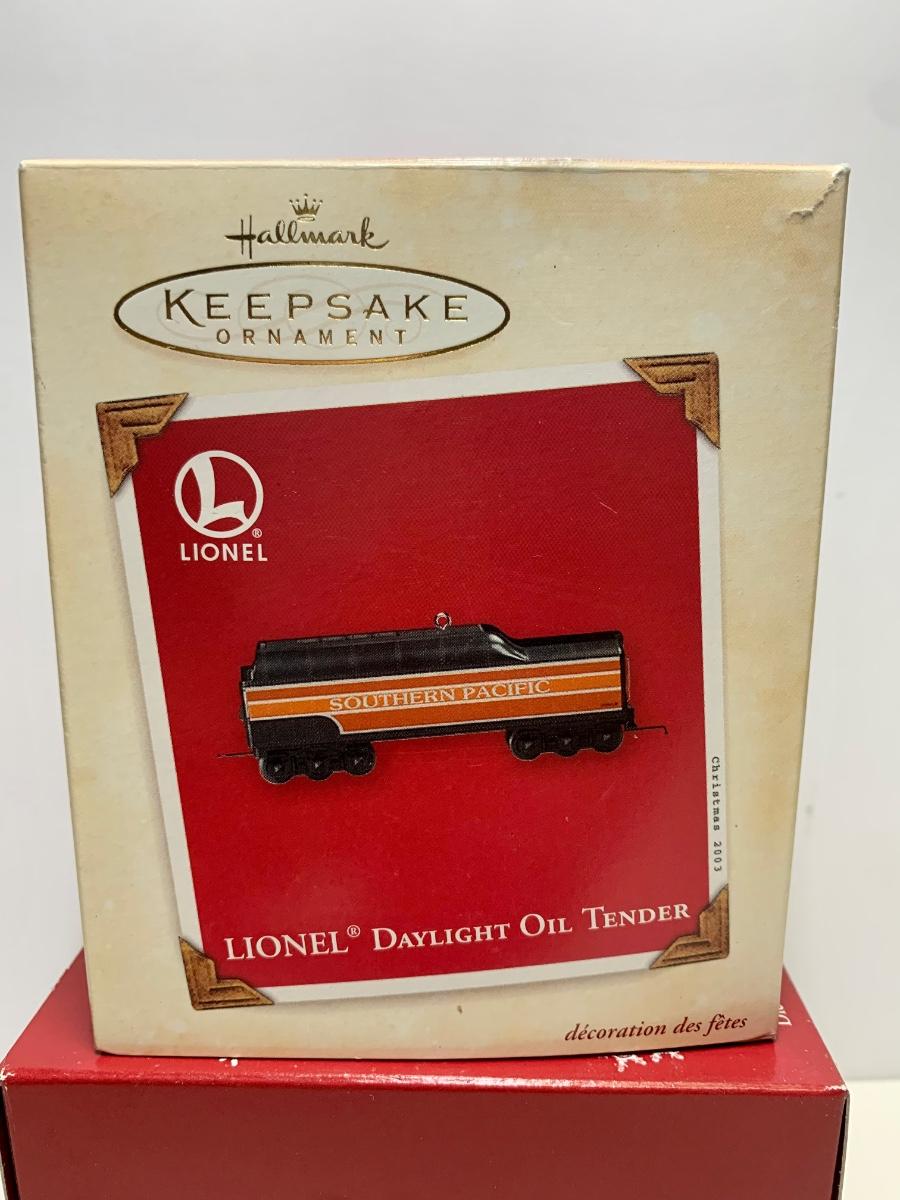 Hallmark
KEEPSAKE
ORNAMENT
L®
LIONEL
SOUTHERN PACIFIC
Christmas 2003
LIONEL® DAYLIGHT OIL TENDER
décoration des fêtes